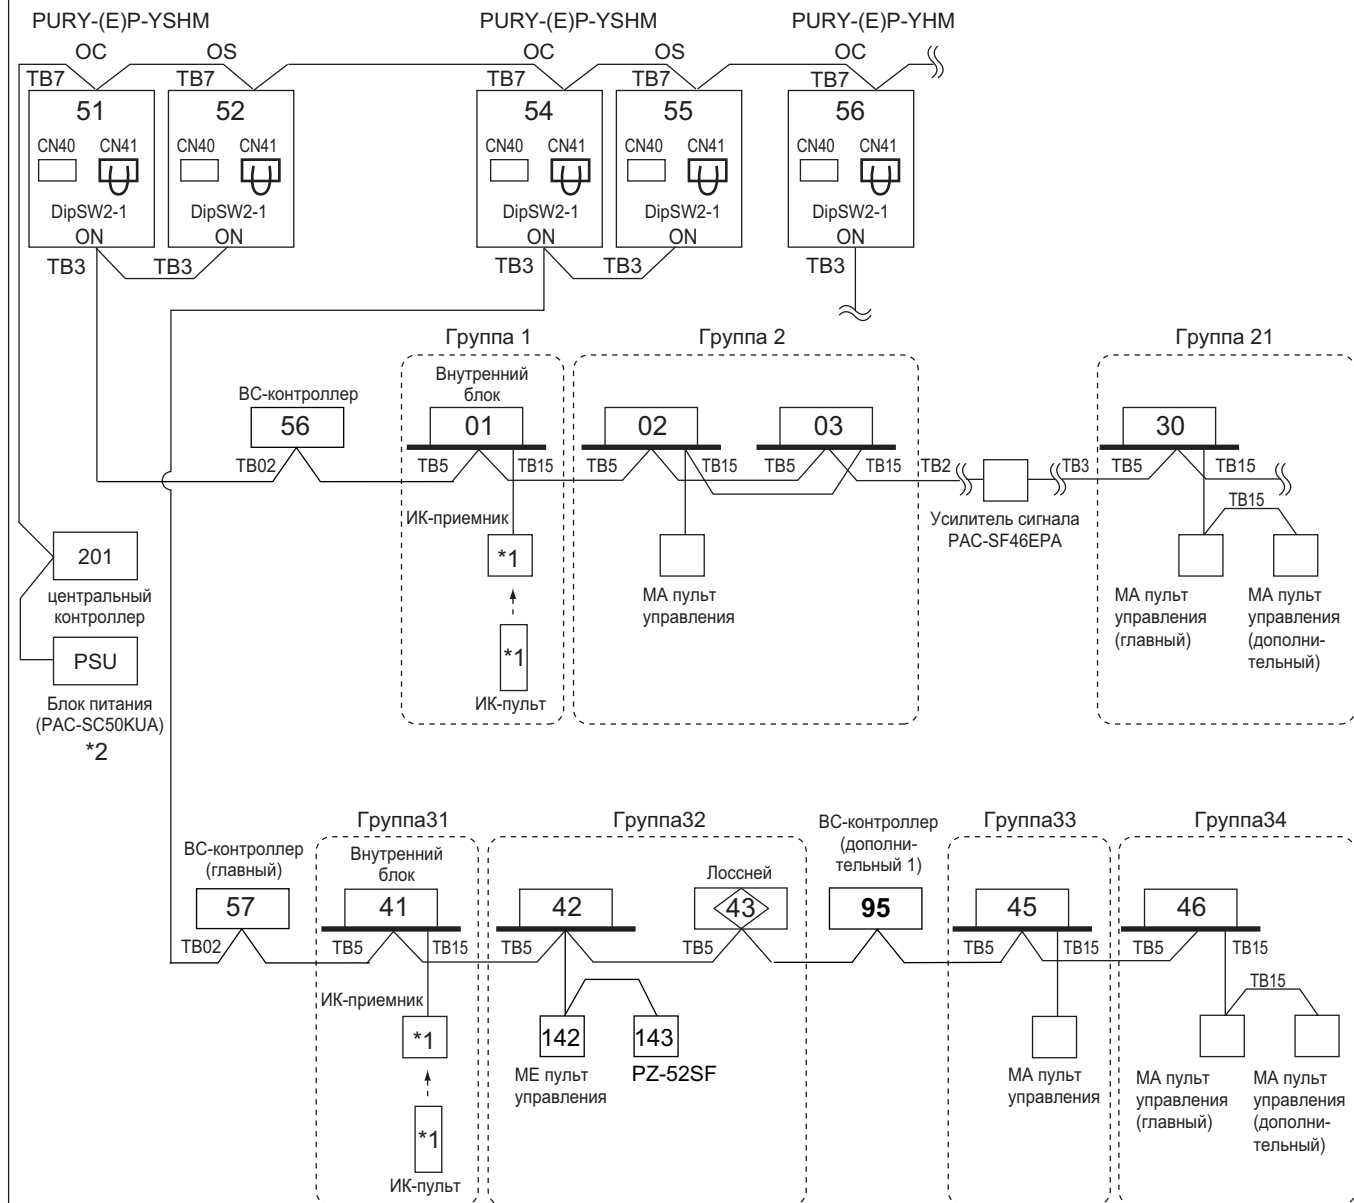 PURY-(E)P-YSHM PURY-(E)P-YSHM PURY-(E)P-YHM
OC OS OC OS OC
TB7 TB7 TB7 TB7 TB7
51 52 54 55 56
CN40 CN41 CN40 CN41 CN40 CN41 CN40 CN41 CN40 CN41
DipSW2-1 DipSW2-1 DipSW2-1 DipSW2-1 DipSW2-1
ON ON ON ON ON
TB3 TB3 TB3 TB3 TB3
Группа 1 Группа 2 Группа 21
ВС-контроллер
Внутренний
блок
56 01 02 03 30
TB02 TB5 TB15 TB5 TB15 TB5 TB15 TB2 TB3 TB5 TB15
Усилитель сигнала
PAC-SF46EPA
TB15
ИК-приемник
*1
*1
ИК-пульт
МА пульт
управления
МА пульт
управления
(главный)
МА пульт
управления
(дополни-
тельный)
201
центральный
контроллер
PSU
Блок питания
(PAC-SC50KUA)
*2
Группа31 Группа32 Группа33 Группа34
ВС-контроллер
(главный)
Внутренний
блок
Лоссней
ВС-контроллер
(дополни-
тельный 1)
57 41 42 43 95 45 46
TB02 TB5 TB15 TB5 TB5 TB5 TB15 TB5 TB15
TB15
ИК-приемник
*1
*1
ИК-пульт
142 143
МЕ пульт
управления
PZ-52SF
МА пульт
управления
МА пульт
управления
(главный)
МА пульт
управления
(дополни-
тельный)